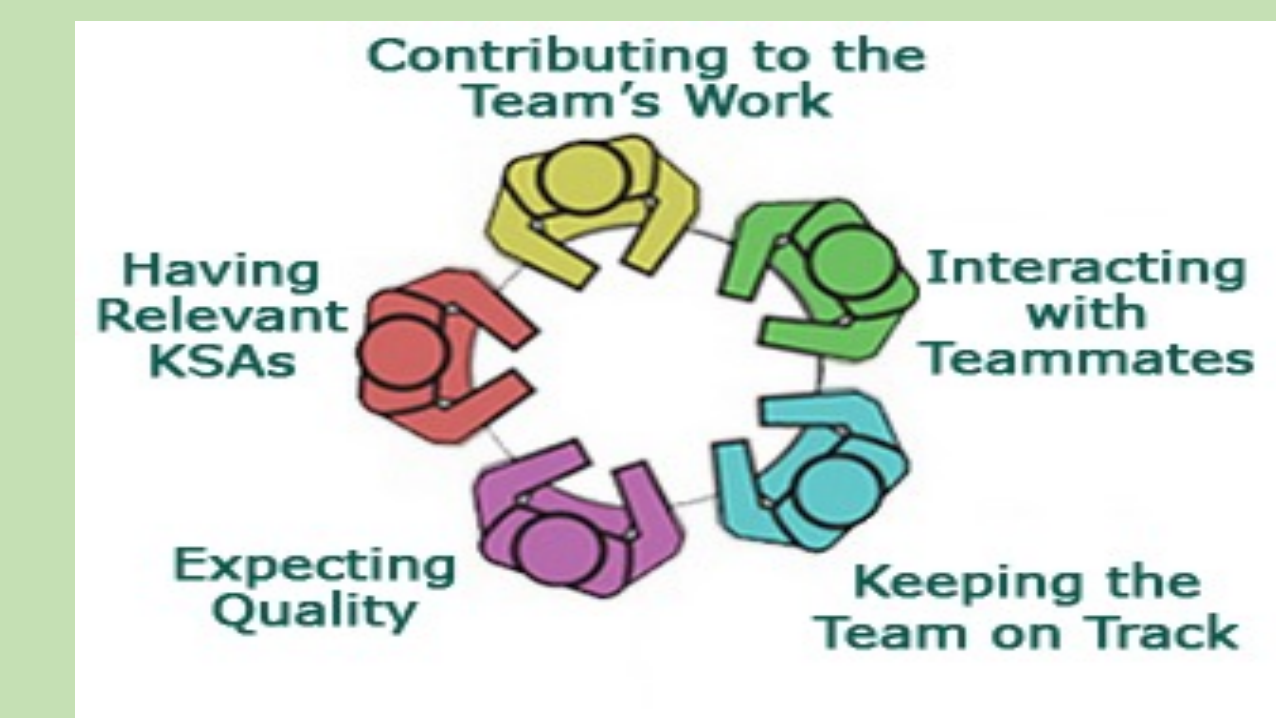 Contributing to the
Team's Work
Interacting
with
Teammates
Keeping the
Team on Track
Expecting
Quality
Having
Relevant
KSAs